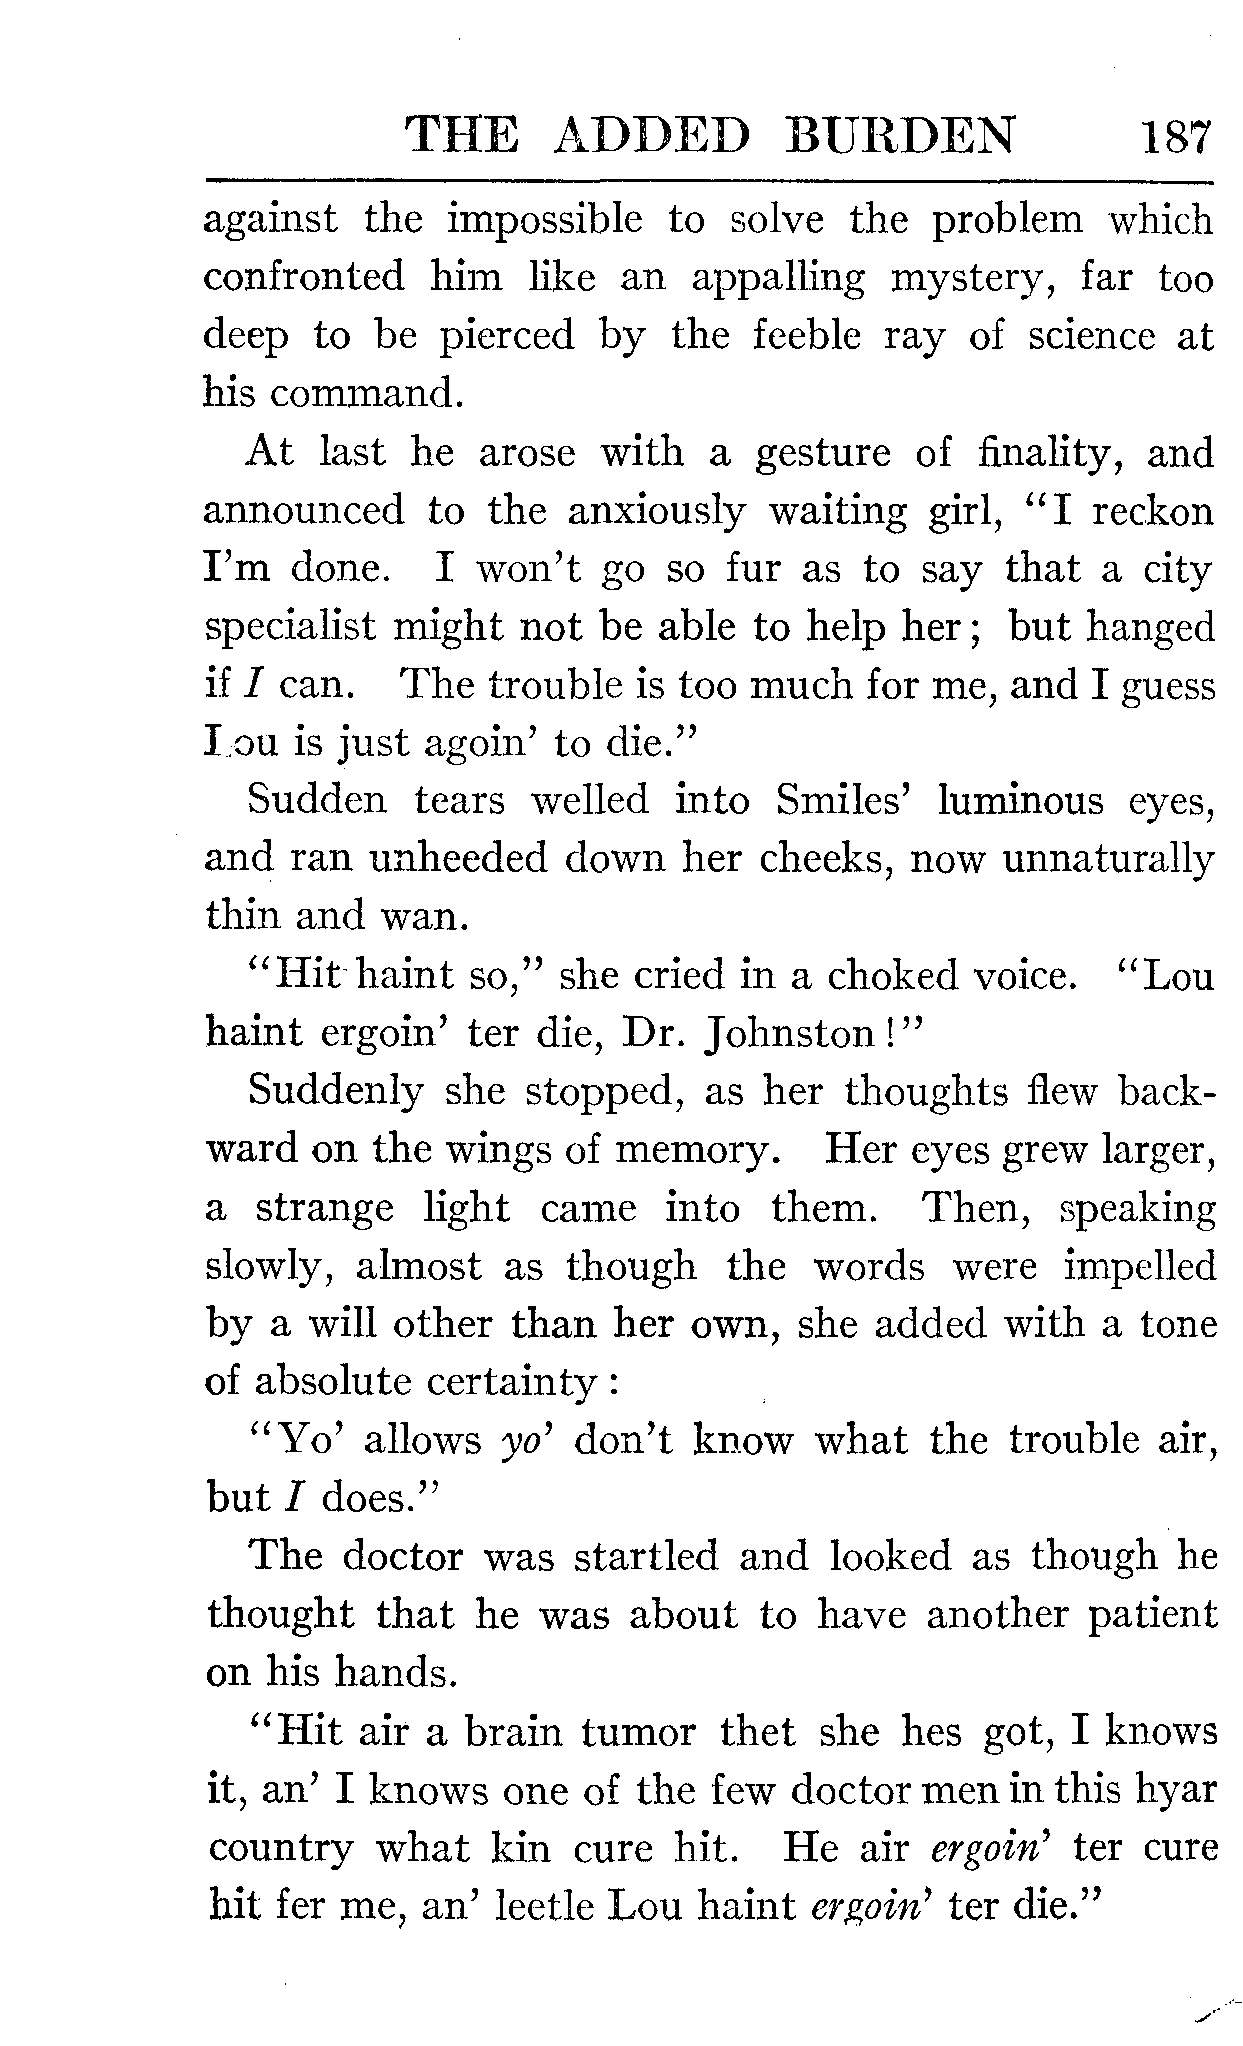 THE ADDED BURDEN 187
against the impossible to solve the problem which
confronted him like an appalling mystery, far too
deep to be pierced by the feeble ray of science at
his command.
At last he arose with a gesture of finality, and
announced to the anxiously waiting girl, "I reckon
I'm done. I won't go so fur as to say that a city
specialist might not be able to help her; but hanged
if I can. The trouble is too much for me, and I guess
Lou is just agoin' to die."
Sudden tears welled into Smiles' luminous eyes,
and ran unheeded down her cheeks, now unnaturally
thin and wan.
"Hit haint so," she cried in a choked voice. "Lou
haint ergoin' ter die, Dr. Johnston!"
Suddenly she stopped, as her thoughts flew back-
ward on the wings of memory. Her eyes grew larger,
a strange light came into them. Then, speaking
slowly, almost as though the words were impelled
by a will other than her own, she added with a tone
of absolute certainty:
"Yo' allows yo' don't know what the trouble air,
but I does."
The doctor was startled and looked as though he
thought that he was about to have another patient
on his hands.
"Hit air a brain tumor thet she hes got, I knows
it, an' I knows one of the few doctor men in this hyar
country what kin cure hit. He air ergoin' ter cure
hit fer me, an' leetle Lou haint ergoin' ter die."